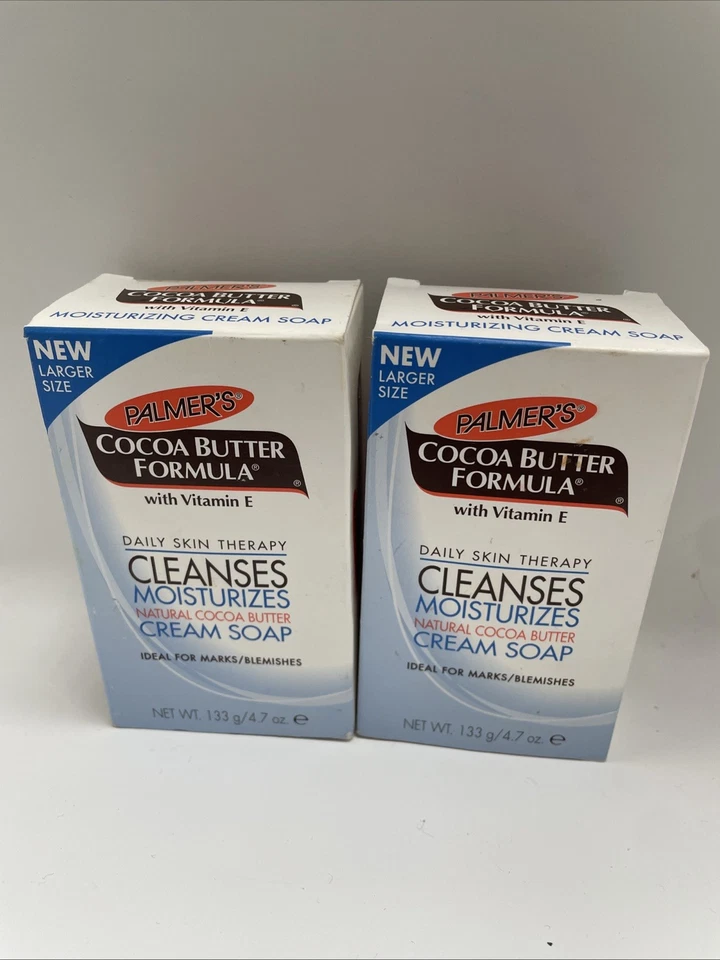 PALMER'S®
COCOA BUTTER
FORMULA®
with Vitamin E
MOISTURIZING CREAM SOAP
NEW
LARGER
SIZE
PALMER'S®
COCOA BUTTER
FORMULA®
®
with Vitamin E
DAILY SKIN THERAPY
CLEANSES
MOISTURIZES
NATURAL COCOA BUTTER
CREAM SOAP
IDEAL FOR MARKS/BLEMISHES
NET WT. 133 g/4.7 oz. ℮
PALMER'S
COCOA BUTTER
FORMULA®
with Vitamin E
MOISTURIZING CREAM SOAP
NEW
LARGER
SIZE
PALMER'S®
COCOA BUTTER
FORMULA®
®
with Vitamin E
DAILY SKIN THERAPY
CLEANSES
MOISTURIZES
NATURAL COCOA BUTTER
CREAM SOAP
IDEAL FOR MARKS/BLEMISHES
NET WT. 133 g/4.7 oz. ℮